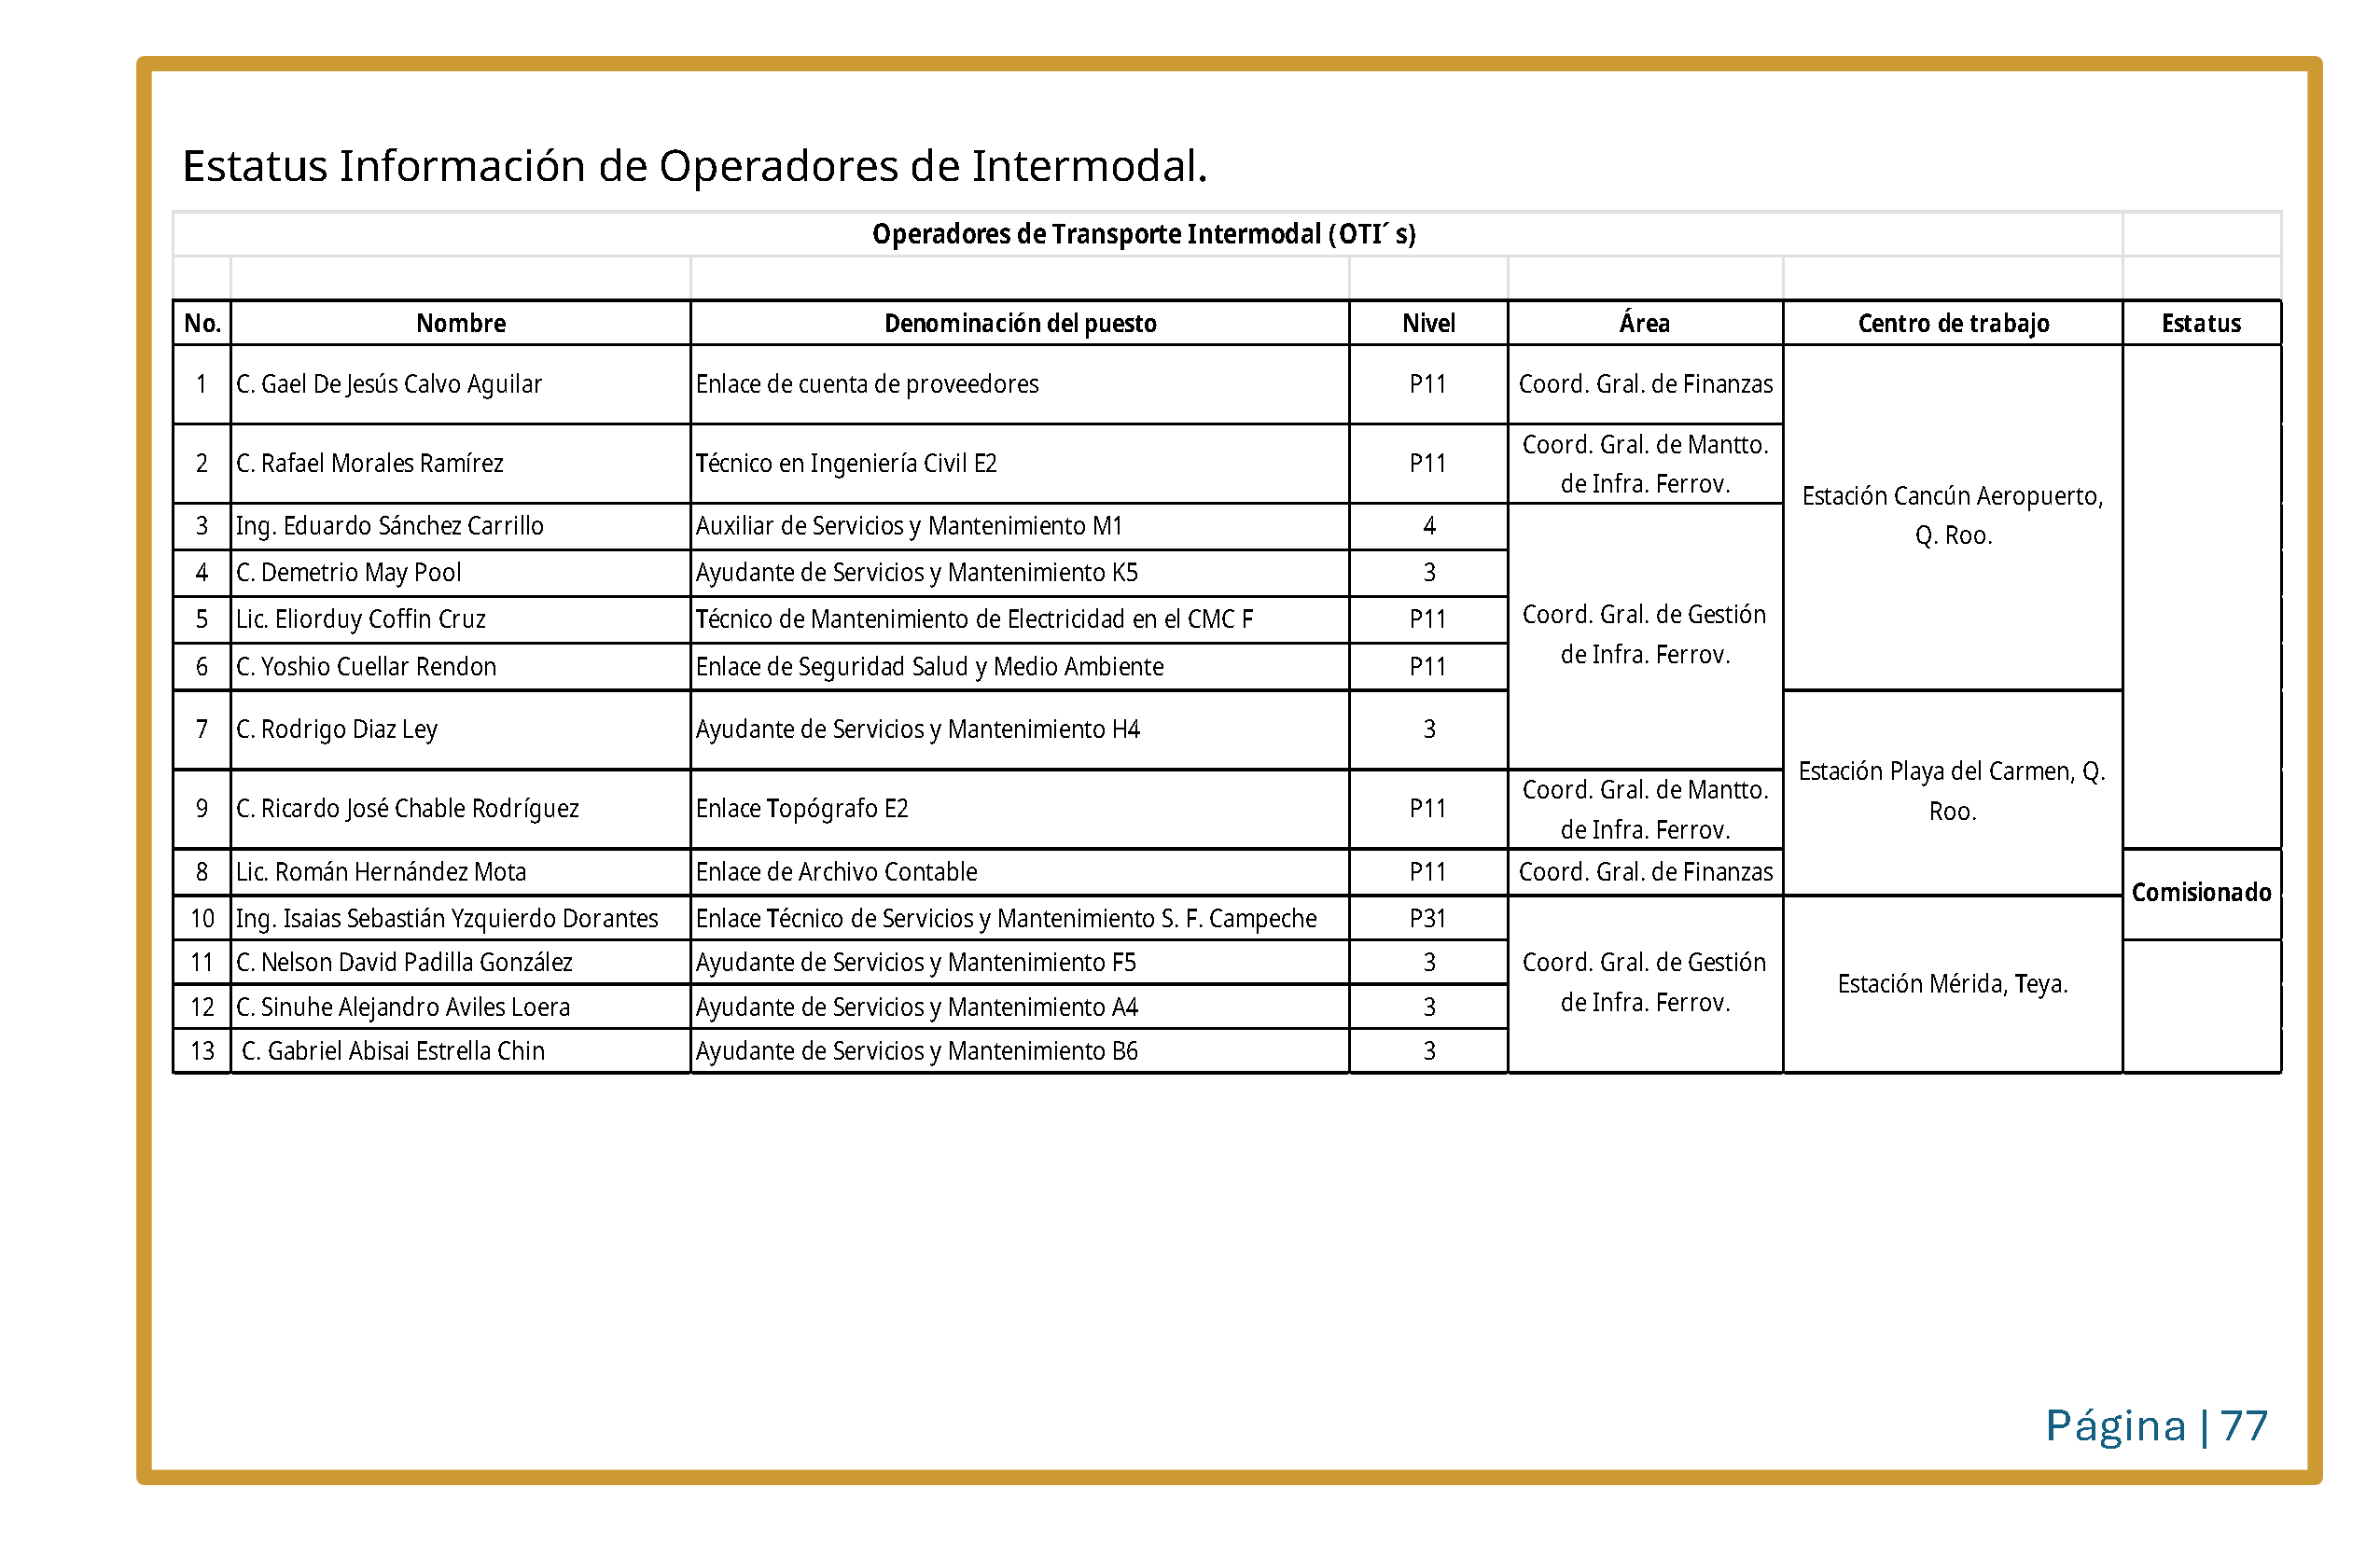 Estatus Información de Operadores de Intermodal.
Operadores de Transporte Intermodal (OTI´ s)
No. Nombre Denominación del puesto Nivel Área Centro de trabajo Estatus
1 C. Gael De Jesús Calvo Aguilar Enlace de cuenta de proveedores P11 Coord. Gral. de Finanzas
2 C. Rafael Morales Ramírez Técnico en Ingeniería Civil E2 P11 Coord. Gral. de Mantto.
de Infra. Ferrov.
Estación Cancún Aeropuerto,
Q. Roo.
3 Ing. Eduardo Sánchez Carrillo Auxiliar de Servicios y Mantenimiento M1 4
4 C. Demetrio May Pool Ayudante de Servicios y Mantenimiento K5 3
5 Lic. Eliorduy Coffin Cruz Técnico de Mantenimiento de Electricidad en el CMC F P11 Coord. Gral. de Gestión
de Infra. Ferrov.
6 C. Yoshio Cuellar Rendon Enlace de Seguridad Salud y Medio Ambiente P11
7 C. Rodrigo Diaz Ley Ayudante de Servicios y Mantenimiento H4 3
Estación Playa del Carmen, Q.
Roo.
9 C. Ricardo José Chable Rodríguez Enlace Topógrafo E2 P11 Coord. Gral. de Mantto.
de Infra. Ferrov.
8 Lic. Román Hernández Mota Enlace de Archivo Contable P11 Coord. Gral. de Finanzas
Comisionado
10 Ing. Isaias Sebastián Yzquierdo Dorantes Enlace Técnico de Servicios y Mantenimiento S. F. Campeche P31
11 C. Nelson David Padilla González Ayudante de Servicios y Mantenimiento F5 3 Coord. Gral. de Gestión
de Infra. Ferrov.
Estación Mérida, Teya.
12 C. Sinuhe Alejandro Aviles Loera Ayudante de Servicios y Mantenimiento A4 3
13 C. Gabriel Abisai Estrella Chin Ayudante de Servicios y Mantenimiento B6 3
Página | 77